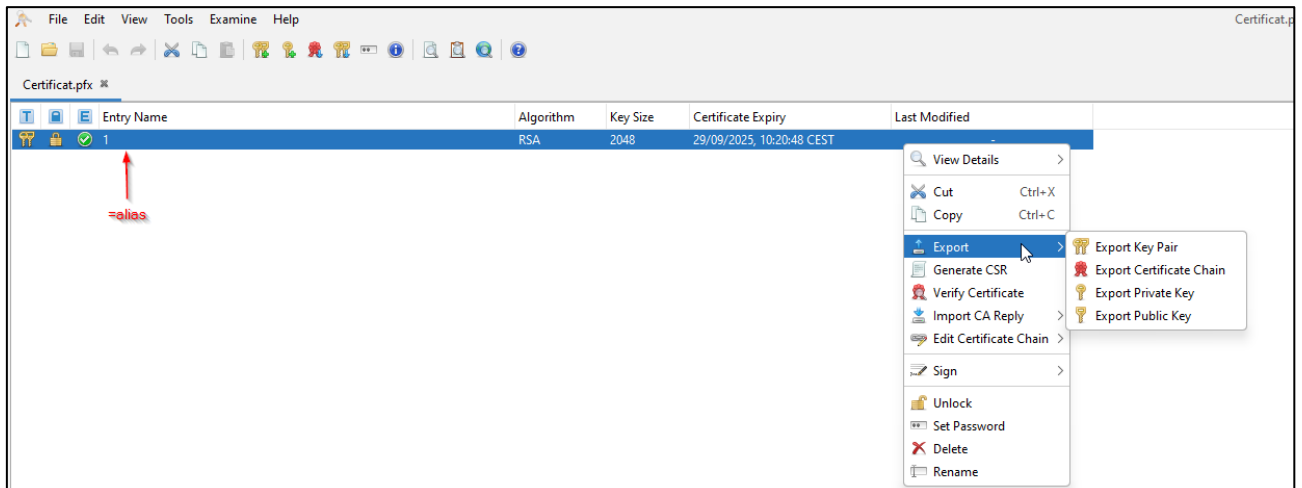 File Edit View Tools Examine Help
Certificat.p
Certificat.pfx
T E Entry Name Algorithm Key Size Certificate Expiry Last Modified
1 RSA 2048 29/09/2025, 10:20:48 CEST -
=alias
View Details
Cut Ctrl+X
Copy Ctrl+C
Export
Generate CSR
Verify Certificate
Import CA Reply
Edit Certificate Chain
Sign
Unlock
Set Password
Delete
Rename
Export Key Pair
Export Certificate Chain
Export Private Key
Export Public Key